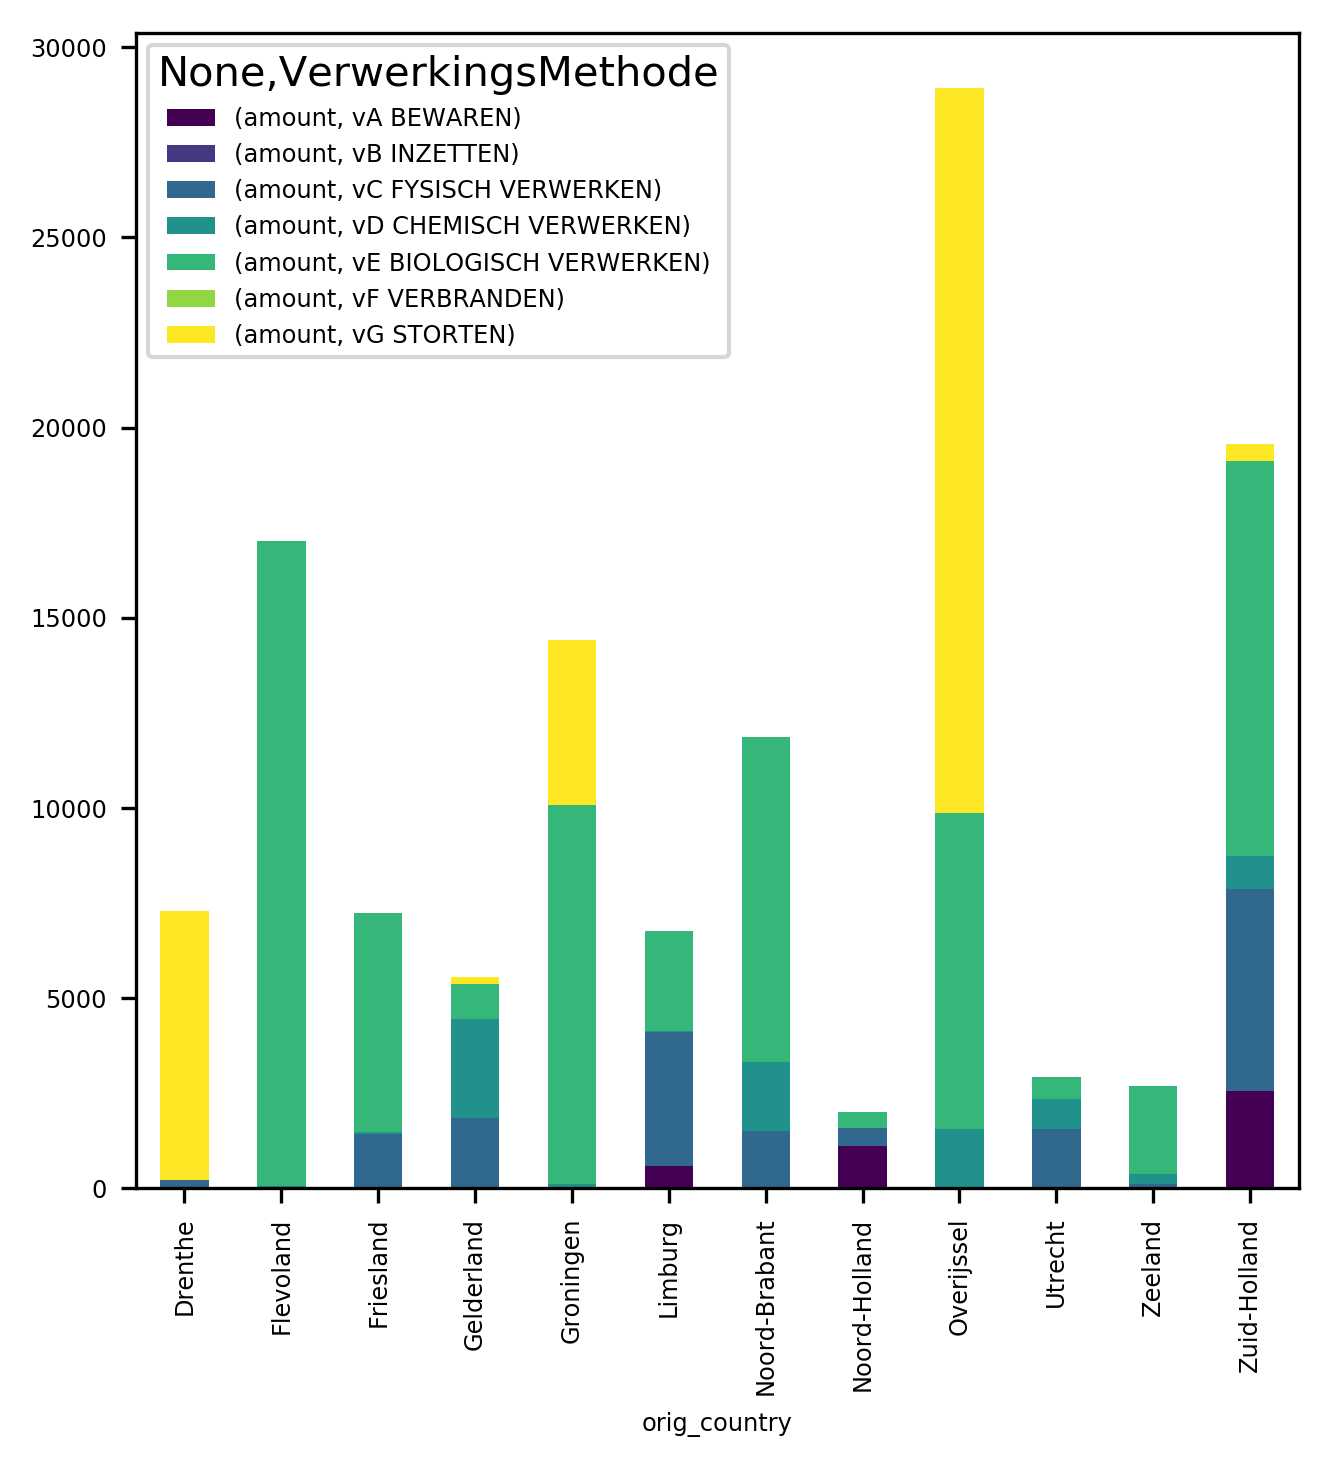 None,VerwerkingsMethode
(amount, vA BEWAREN)
(amount, vB INZETTEN)
(amount, vC FYSISCH VERWERKEN)
(amount, vD CHEMISCH VERWERKEN)
(amount, vE BIOLOGISCH VERWERKEN)
(amount, vF VERBRANDEN)
(amount, vG STORTEN)
30000
25000
20000
15000
10000
5000
0
Drenthe
Flevoland
Friesland
Gelderland
Groningen
Limburg
Noord-Brabant
Noord-Holland
Overijssel
Utrecht
Zeeland
Zuid-Holland
orig_country